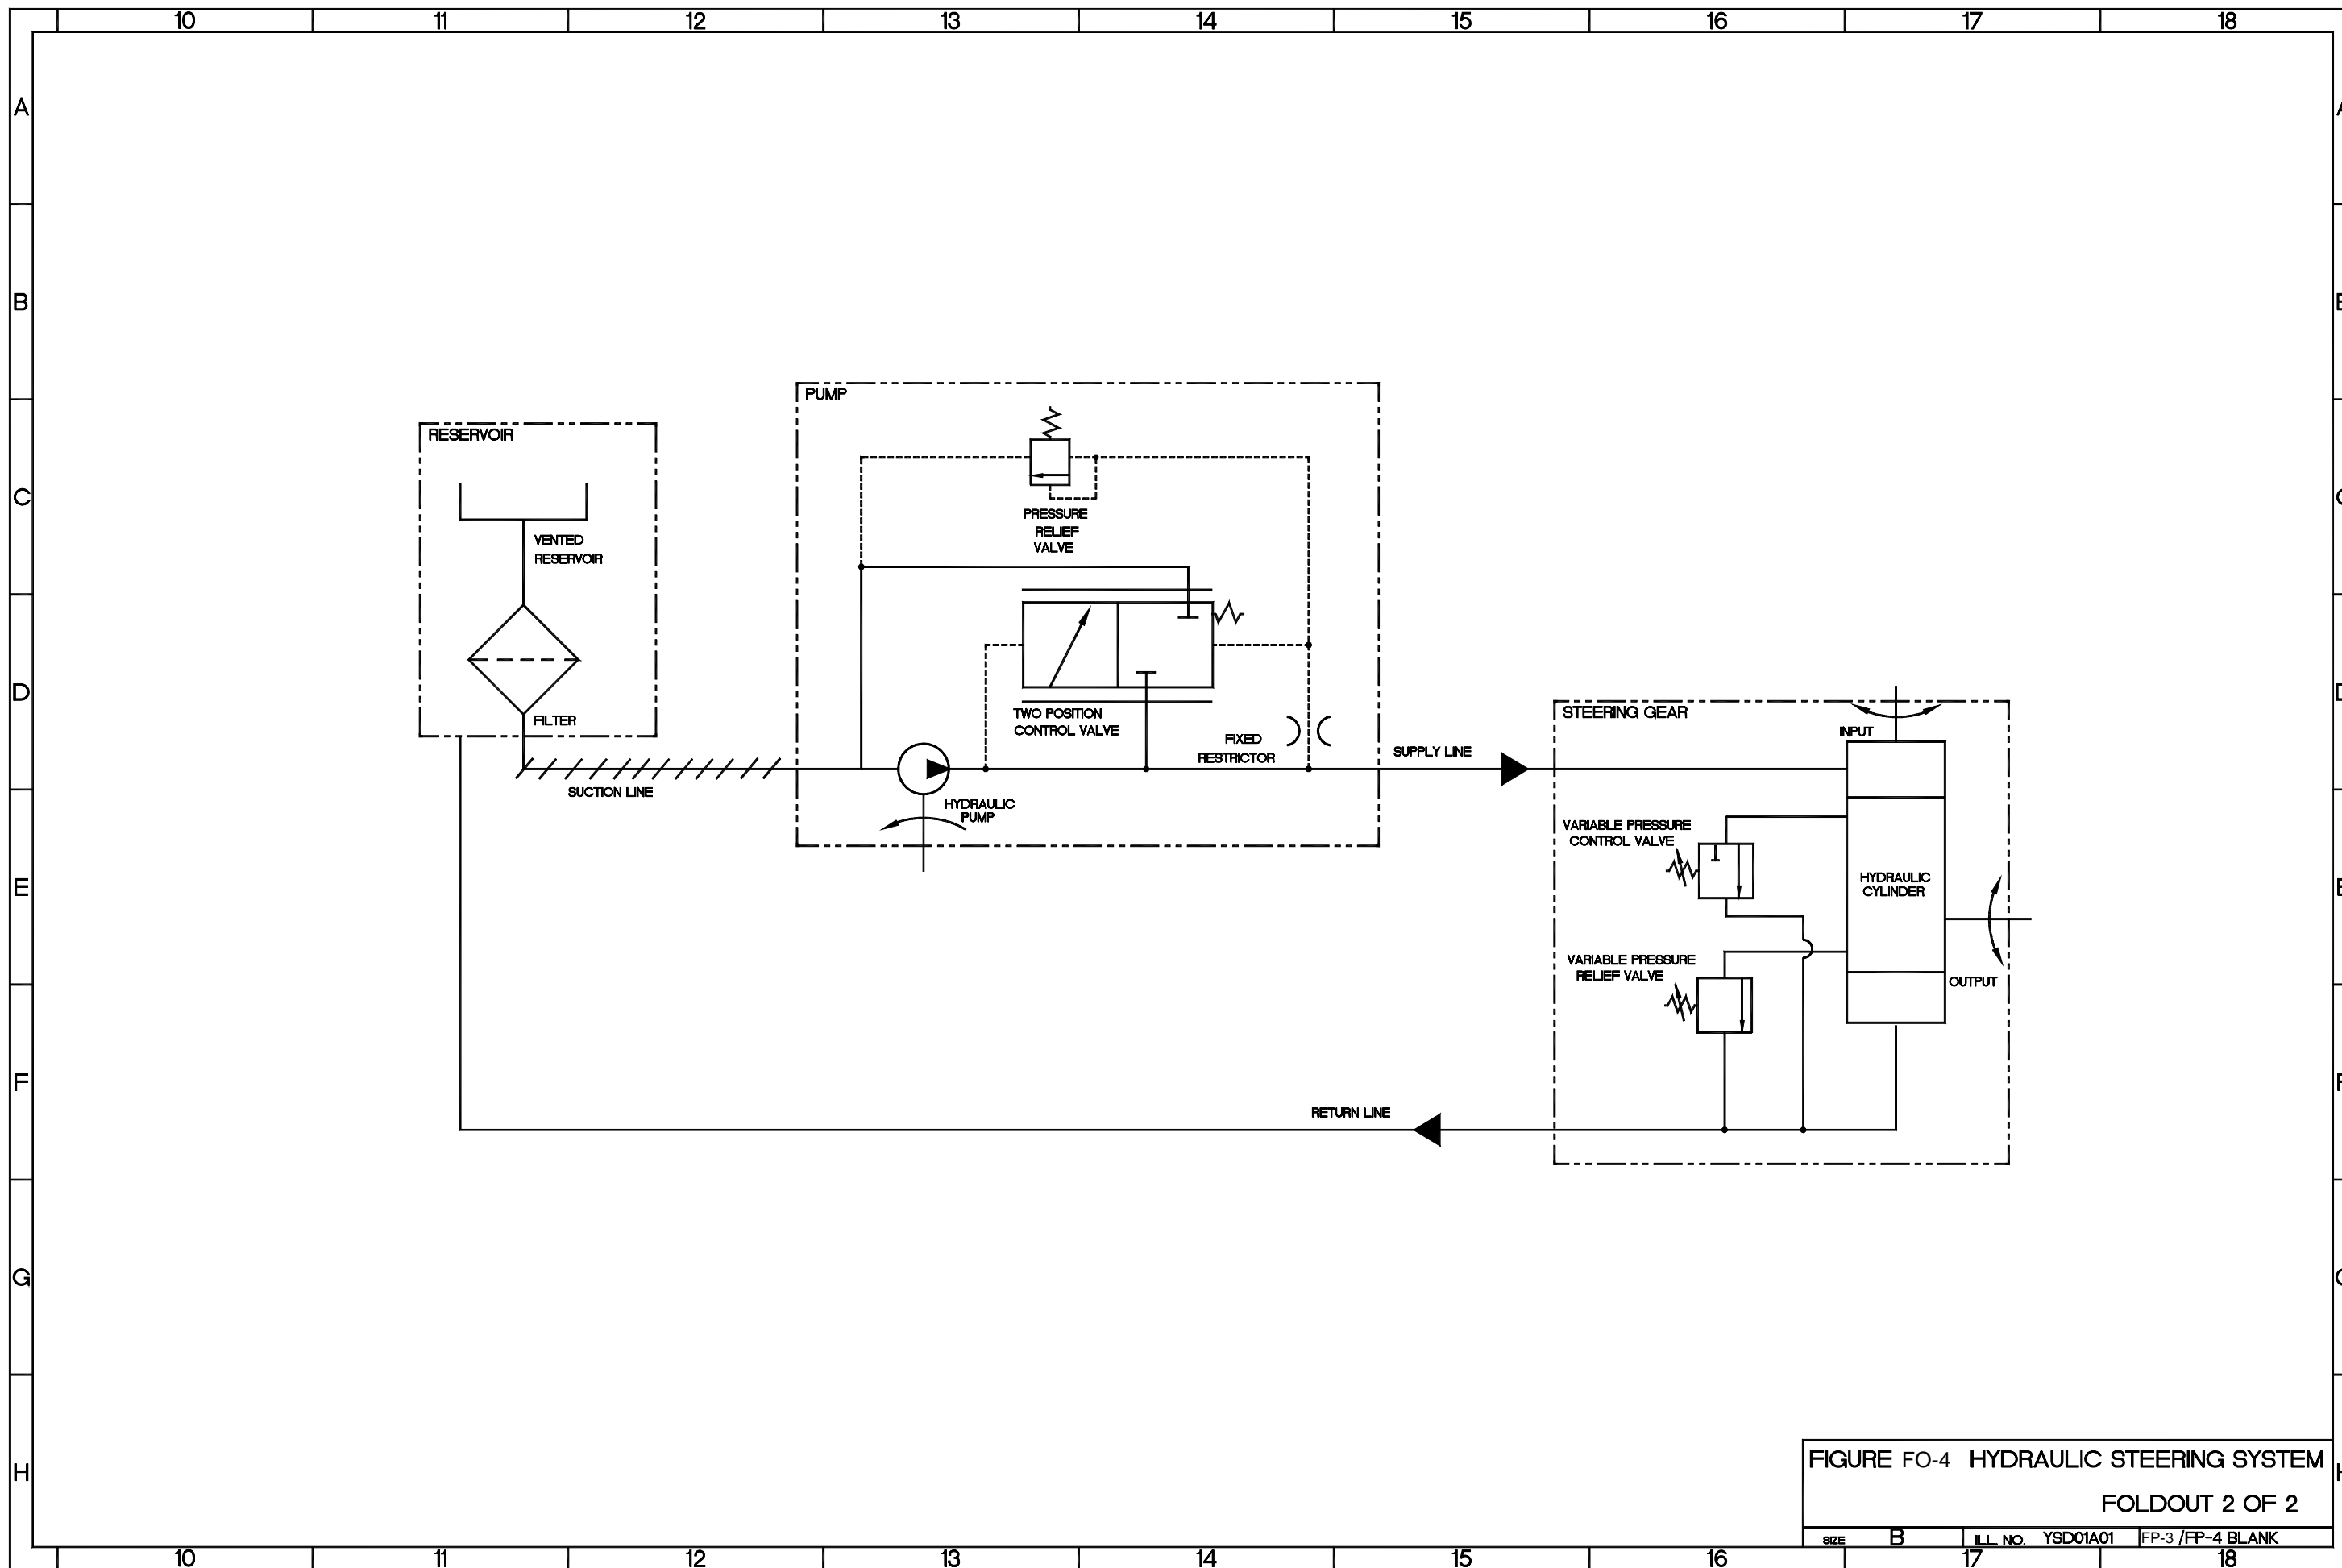 10 11 12 13 14 15 16 17 18
A
A
B
B
C
C
D
D
E
E
F
F
G
G
H
H
PUMP
RESERVOIR
VENTED
RESERVOIR
FILTER
SUCTION LINE
PRESSURE
RELIEF
VALVE
TWO POSITION
CONTROL VALVE
FIXED
RESTRICTOR
HYDRAULIC
PUMP
SUPPLY LINE
STEERING GEAR
INPUT
VARIABLE PRESSURE
CONTROL VALVE
HYDRAULIC
CYLINDER
VARIABLE PRESSURE
RELIEF VALVE
OUTPUT
RETURN LINE
FIGURE FO-4 HYDRAULIC STEERING SYSTEM
FOLDOUT 2 OF 2
SIZE B ILL. NO. YSD01A01 FP-3 /FP-4 BLANK
10 11 12 13 14 15 16 17 18